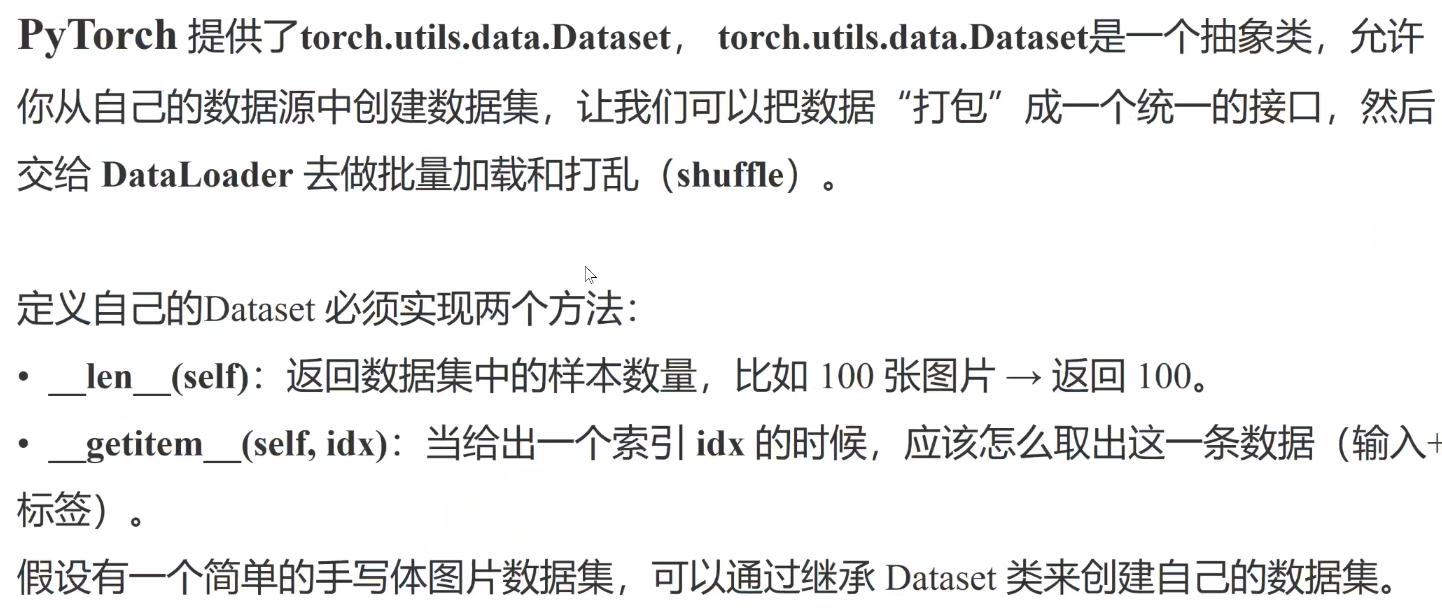 PyTorch 提供了torch.utils.data.Dataset， torch.utils.data.Dataset是一个抽象类，允许
你从自己的数据源中创建数据集，让我们可以把数据“打包”成一个统一的接口，然后
交给 DataLoader 去做批量加载和打乱（shuffle）。
定义自己的Dataset 必须实现两个方法：
• __len__(self)：返回数据集中的样本数量，比如 100 张图片 → 返回 100。
• __getitem__(self, idx)：当给出一个索引 idx 的时候，应该怎么取出这一条数据（输入+
标签）。
假设有一个简单的手写体图片数据集，可以通过继承 Dataset 类来创建自己的数据集。